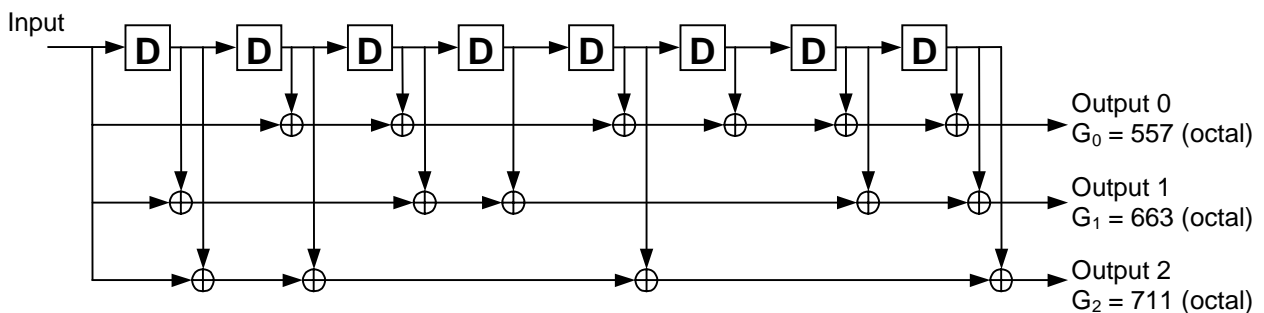 Input
D D D D D D D D
Output 0
G₀ = 557 (octal)
Output 1
G₁ = 663 (octal)
Output 2
G₂ = 711 (octal)